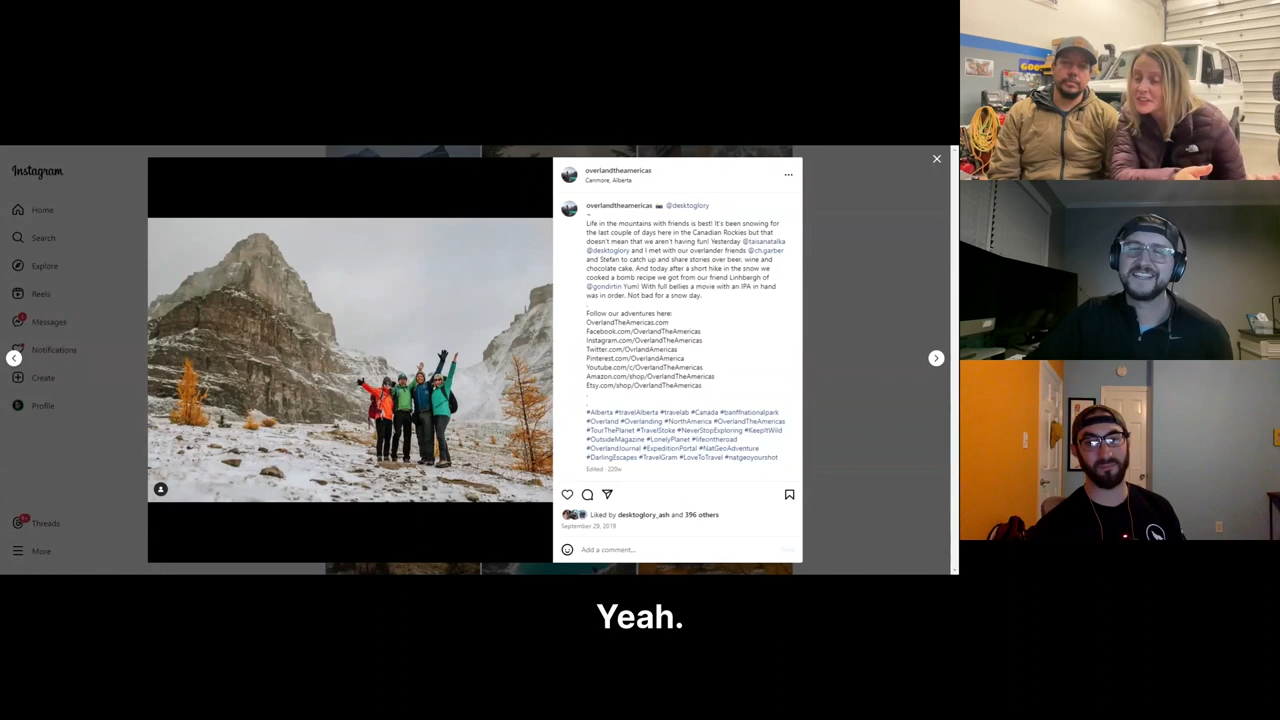 Instagram
Home
Search
Explore
Reels
Messages
Notifications
Create
Profile
Threads
More
overlandtheamericas
Canmore, Alberta
overlandtheamericas 📷 @desktoglory
~
Life in the mountains with friends is best! It's been snowing for
the last couple of days here in the Canadian Rockies but that
doesn't mean that we aren't having fun! Yesterday @taisanatalka
@desktoglory and I met with our overlander friends @ch.garber
and Stefan to catch up and share stories over beer. wine and
chocolate cake. And today after a short hike in the snow we
cooked a bomb recipe we got from our friend Linhbergh of
@gondirtin Yum! With full bellies a movie with an IPA in hand
was in order. Not bad for a snow day.
.
Follow our adventures here:
OverlandTheAmericas.com
Facebook.com/OverlandTheAmericas
Instagram.com/OverlandTheAmericas
Twitter.com/OvrlandAmericas
Pinterest.com/OverlandAmerica
Youtube.com/c/OverlandTheAmericas
Amazon.com/shop/OverlandTheAmericas
Etsy.com/shop/OverlandTheAmericas
.
.
#Alberta #travelAlberta #travelab #Canada #banffnationalpark
#Overland #Overlanding #NorthAmerica #OverlandTheAmericas
#TourThePlanet #TravelStoke #NeverStopExploring #KeepItWild
#OutsideMagazine #LonelyPlanet #lifeontheroad
#OverlandJournal #ExpeditionPortal #NatGeoAdventure
#DarlingEscapes #TravelGram #LoveToTravel #natgeoyourshot
Edited · 220w
Liked by desktoglory_ash and 396 others
September 29, 2019
Add a comment...
Yeah.